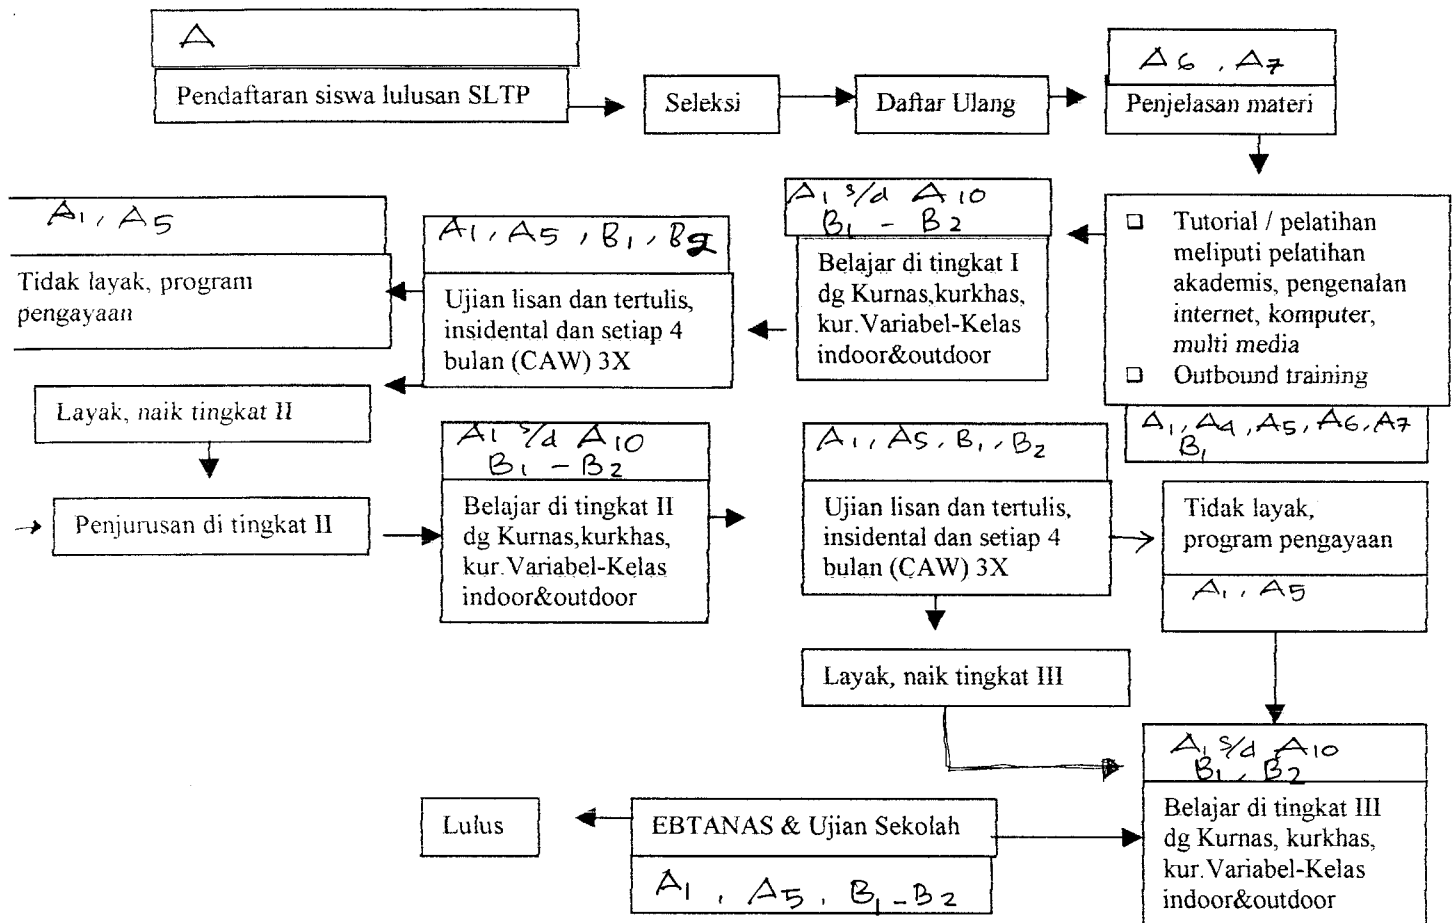 A
Pendaftaran siswa lulusan SLTP
Seleksi
Daftar Ulang
A6 , A7
Penjelasan materi
❑ Tutorial / pelatihan
meliputi pelatihan
akademis, pengenalan
internet, komputer,
multi media
❑ Outbound training
A1, A4, A5, A6, A7
B1
A1 s/d A10
B1 - B2
Belajar di tingkat I
dg Kurnas,kurkhas,
kur.Variabel-Kelas
indoor&outdoor
A1, A5, B1, B2
Ujian lisan dan tertulis,
insidental dan setiap 4
bulan (CAW) 3X
A1, A5
Tidak layak, program
pengayaan
Layak, naik tingkat II
Penjurusan di tingkat II
A1 s/d A10
B1 - B2
Belajar di tingkat II
dg Kurnas,kurkhas,
kur.Variabel-Kelas
indoor&outdoor
A1, A5, B1, B2
Ujian lisan dan tertulis,
insidental dan setiap 4
bulan (CAW) 3X
Tidak layak,
program pengayaan
A1, A5
Layak, naik tingkat III
A1 s/d A10
B1, B2
Belajar di tingkat III
dg Kurnas, kurkhas,
kur.Variabel-Kelas
indoor&outdoor
EBTANAS & Ujian Sekolah
A1, A5, B1-B2
Lulus